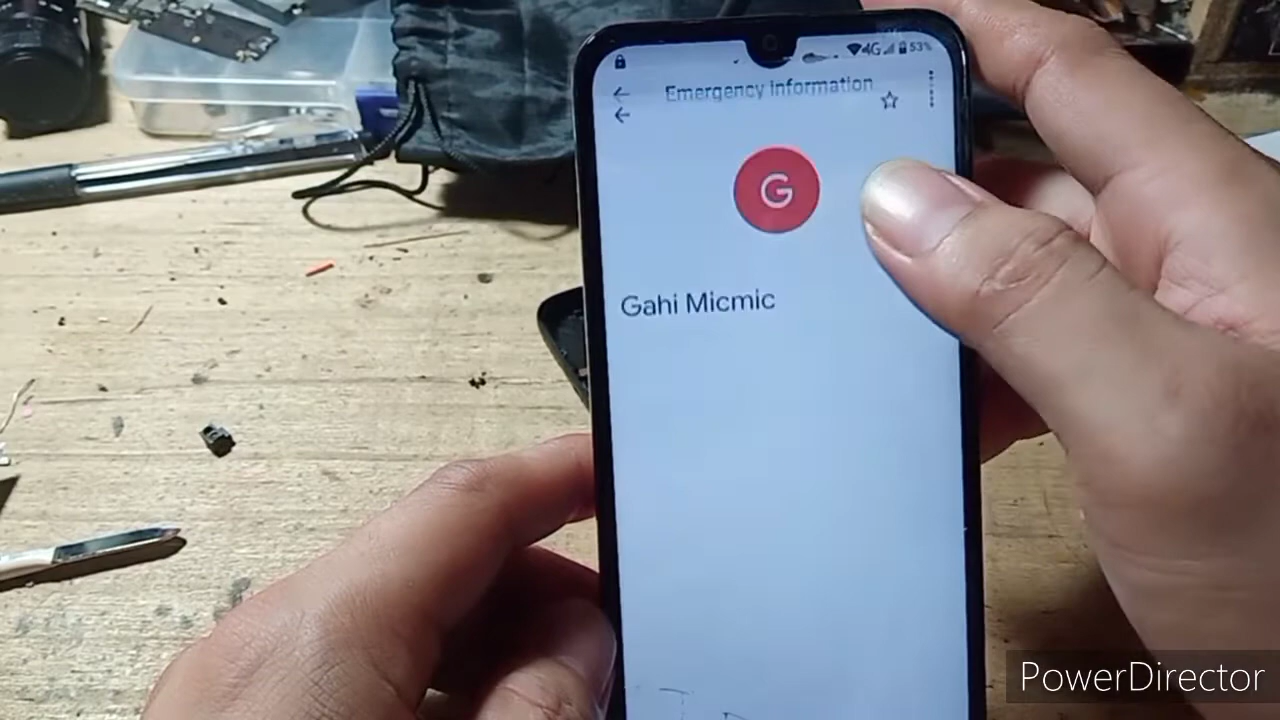 4G 53%
Emergency Information
G
Gahi Micmic
PowerDirector